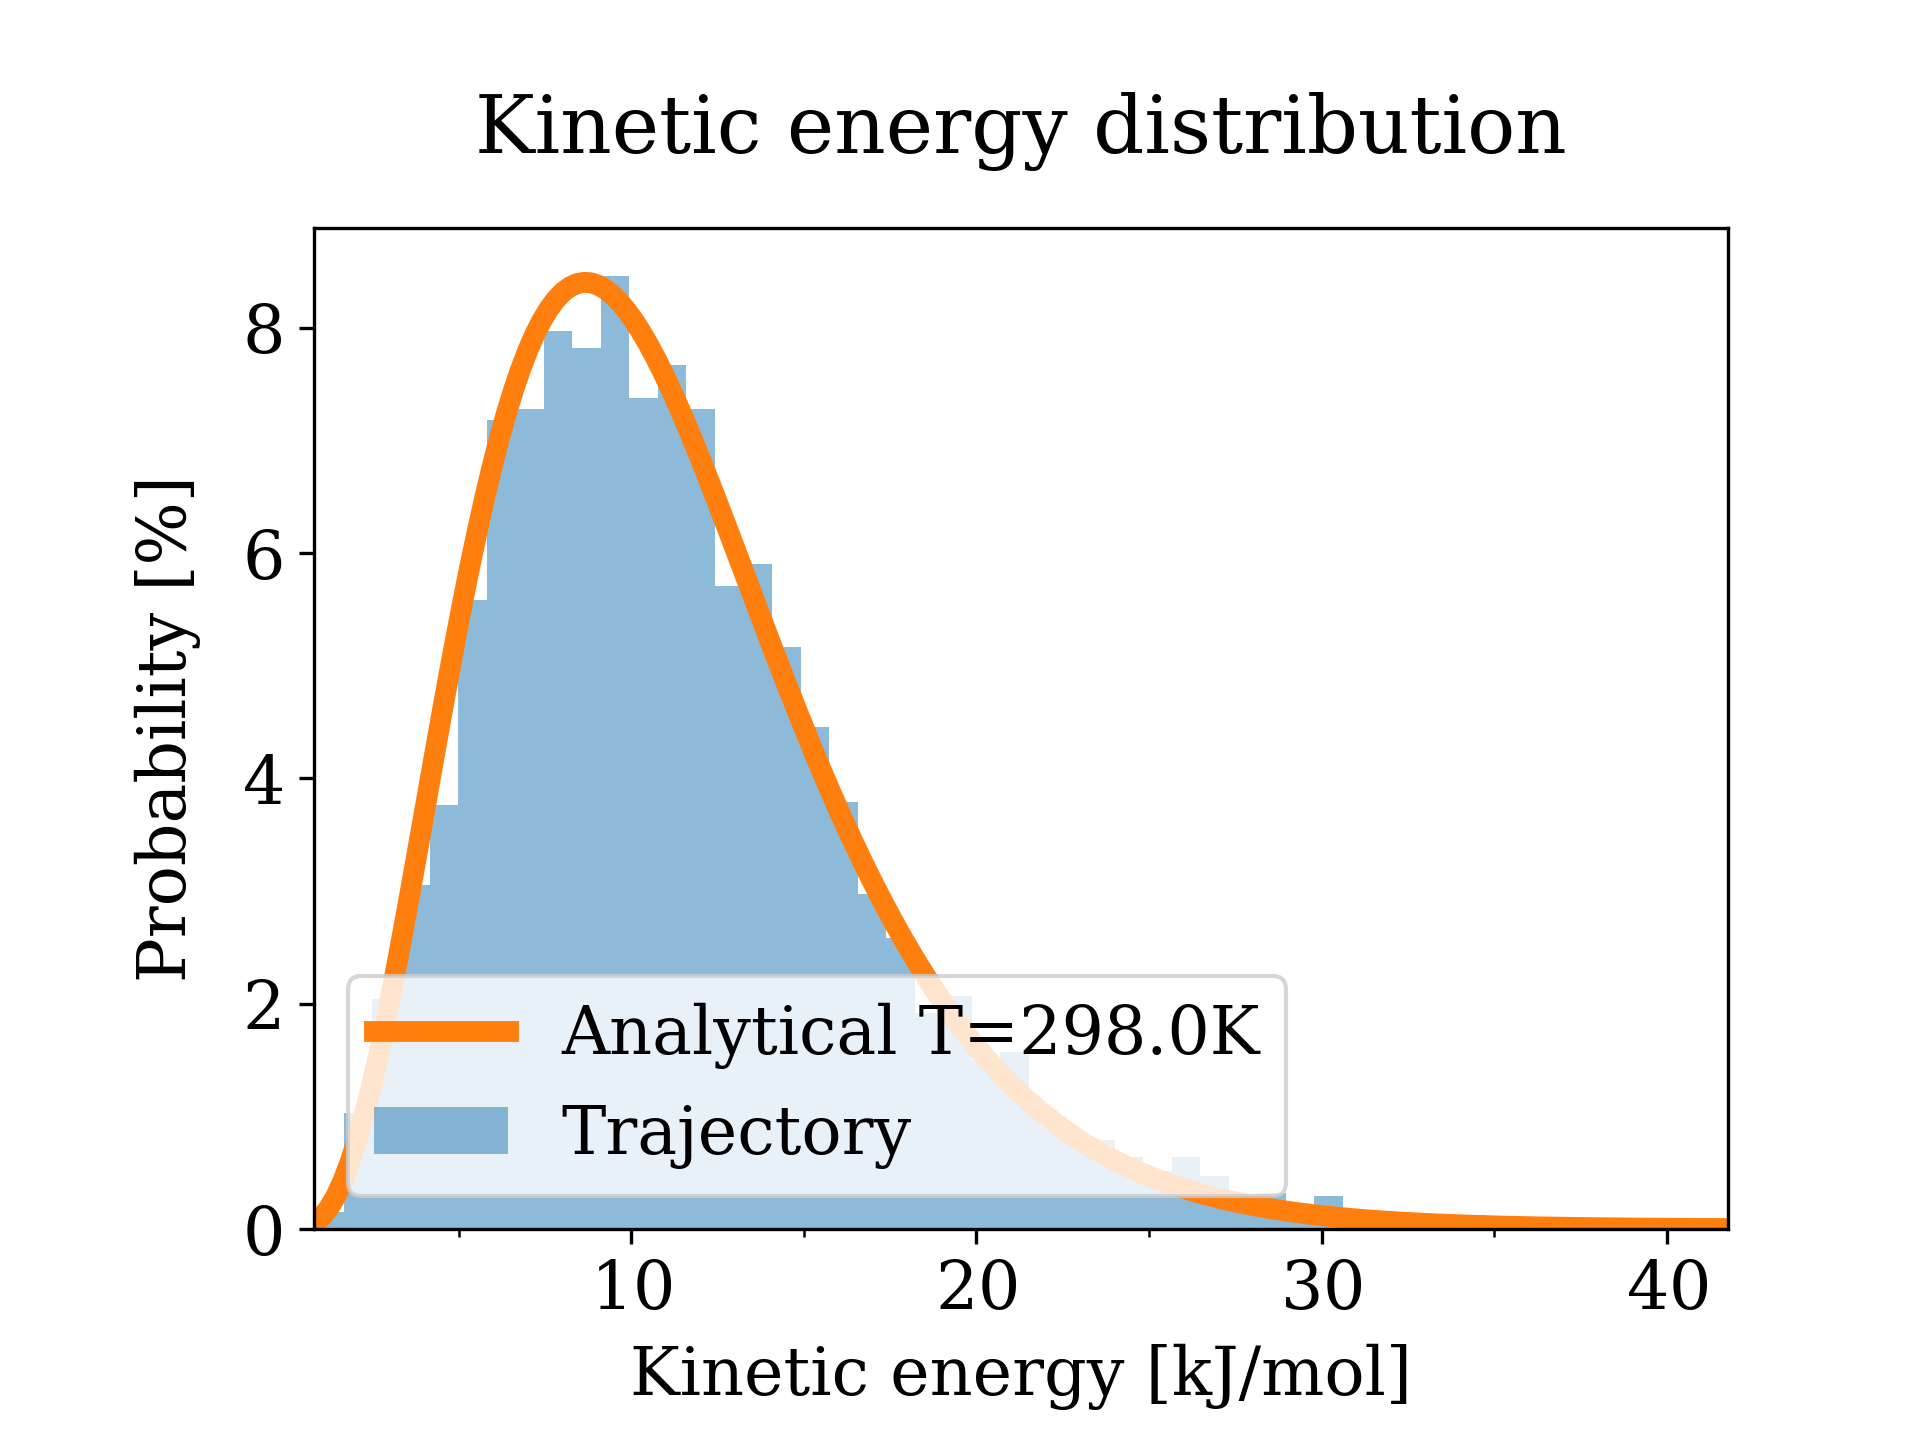 Kinetic energy distribution
Probability [%]
8
6
4
2
0
Analytical T=298.0K
Trajectory
10 20 30 40
Kinetic energy [kJ/mol]